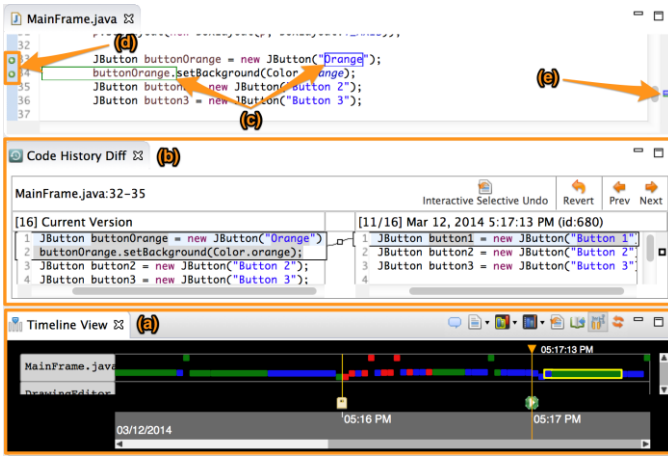 MainFrame.java
32
(d)
JButton buttonOrange = new JButton("Orange");
34 buttonOrange.setBackground(Color.orange);
35 JButton button2 = new JButton("Button 2");
36 JButton button3 = new JButton("Button 3");
37
(c)
(e)
Code History Diff
(b)
MainFrame.java:32-35
Interactive Selective Undo Revert Prev Next
[16] Current Version
1 JButton buttonOrange = new JButton("Orange")
2 buttonOrange.setBackground(Color.orange);
3 JButton button2 = new JButton("Button 2");
4 JButton button3 = new JButton("Button 3");
[11/16] Mar 12, 2014 5:17:13 PM (id:680)
1 JButton button1 = new JButton("Button 1"
2 JButton button2 = new JButton("Button 2"
3 JButton button3 = new JButton("Button 3"
4
Timeline View
(a)
05:17:13 PM
MainFrame.java
DrawingEditor
'05:16 PM
'05:17 PM
03/12/2014